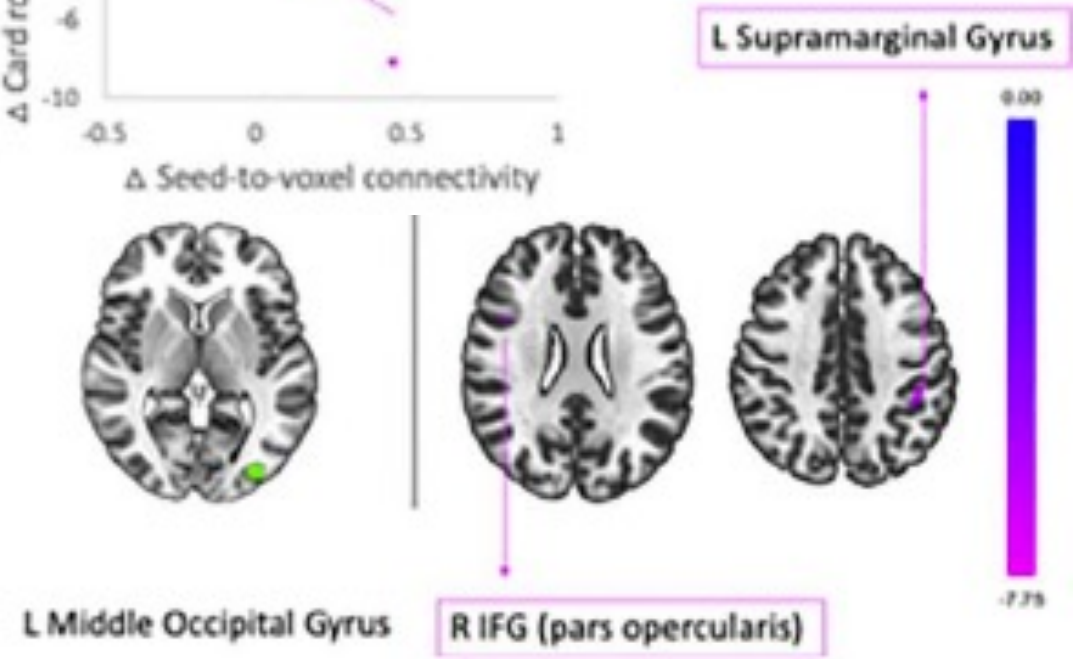 -6
Δ Card
-10
-0.5 0 0.5 1
Δ Seed-to-voxel connectivity
L Supramarginal Gyrus
0.00
-7.75
L Middle Occipital Gyrus
R IFG (pars opercularis)